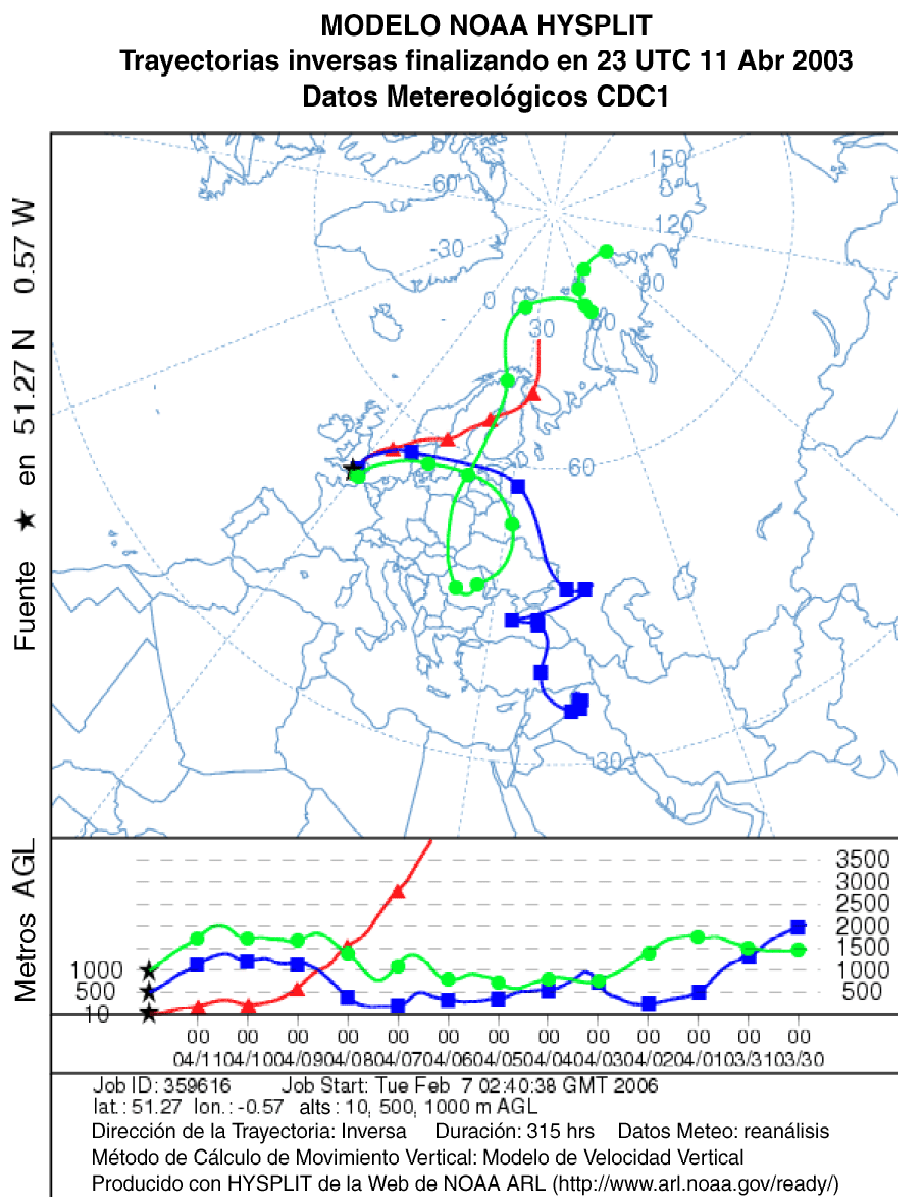 MODELO NOAA HYSPLIT
Trayectorias inversas finalizando en 23 UTC 11 Abr 2003
Datos Metereológicos CDC1
Fuente ★ en 51.27 N 0.57 W
150
-60
120
-30
90
0
30
60
60
30
Metros AGL
3500
3000
2500
2000
1500
1000 1000
500 500
10
00 00 00 00 00 00 00 00 00 00 00 00 00
04/11 04/10 04/09 04/08 04/07 04/06 04/05 04/04 04/03 04/02 04/01 03/31 03/30
Job ID: 359616 Job Start: Tue Feb 7 02:40:38 GMT 2006
lat.: 51.27 lon.: -0.57 alts: 10, 500, 1000 m AGL
Dirección de la Trayectoria: Inversa Duración: 315 hrs Datos Meteo: reanálisis
Método de Cálculo de Movimiento Vertical: Modelo de Velocidad Vertical
Producido con HYSPLIT de la Web de NOAA ARL (http://www.arl.noaa.gov/ready/)